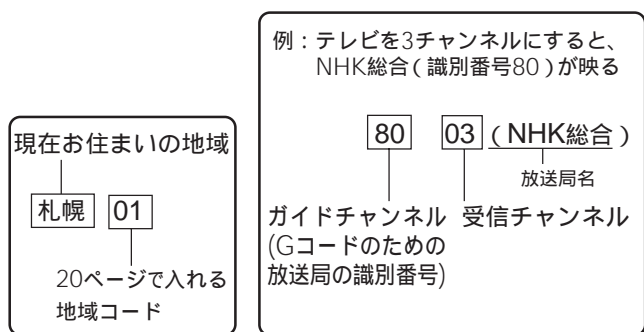 現在お住まいの地域
札幌 01
20ページで入れる
地域コード
例：テレビを3チャンネルにすると、
NHK総合(識別番号80)が映る
80 03 (NHK総合)
放送局名
ガイドチャンネル 受信チャンネル
(Gコードのための
放送局の識別番号)